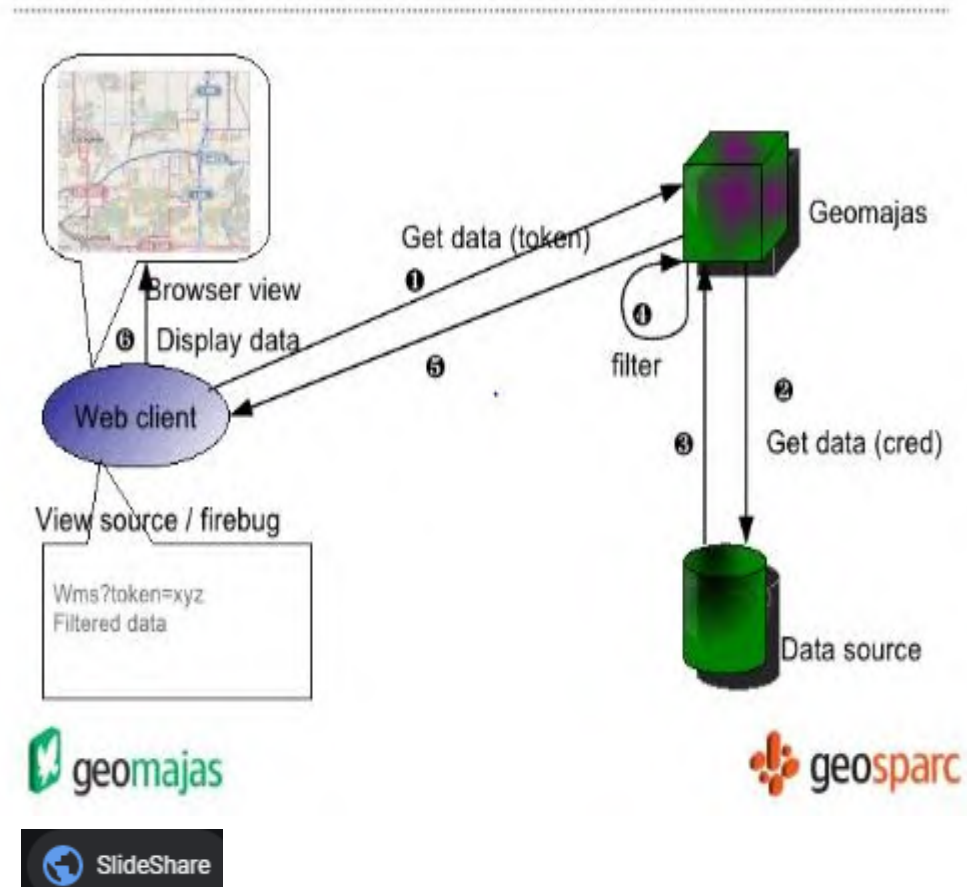 Geomajas
Get data (token)
❶
Browser view
❹
❻ Display data
❺
filter
❷
Web client
❸
Get data (cred)
View source / firebug
Wms?token=xyz
Filtered data
Data source
geomajas
geosparc
SlideShare